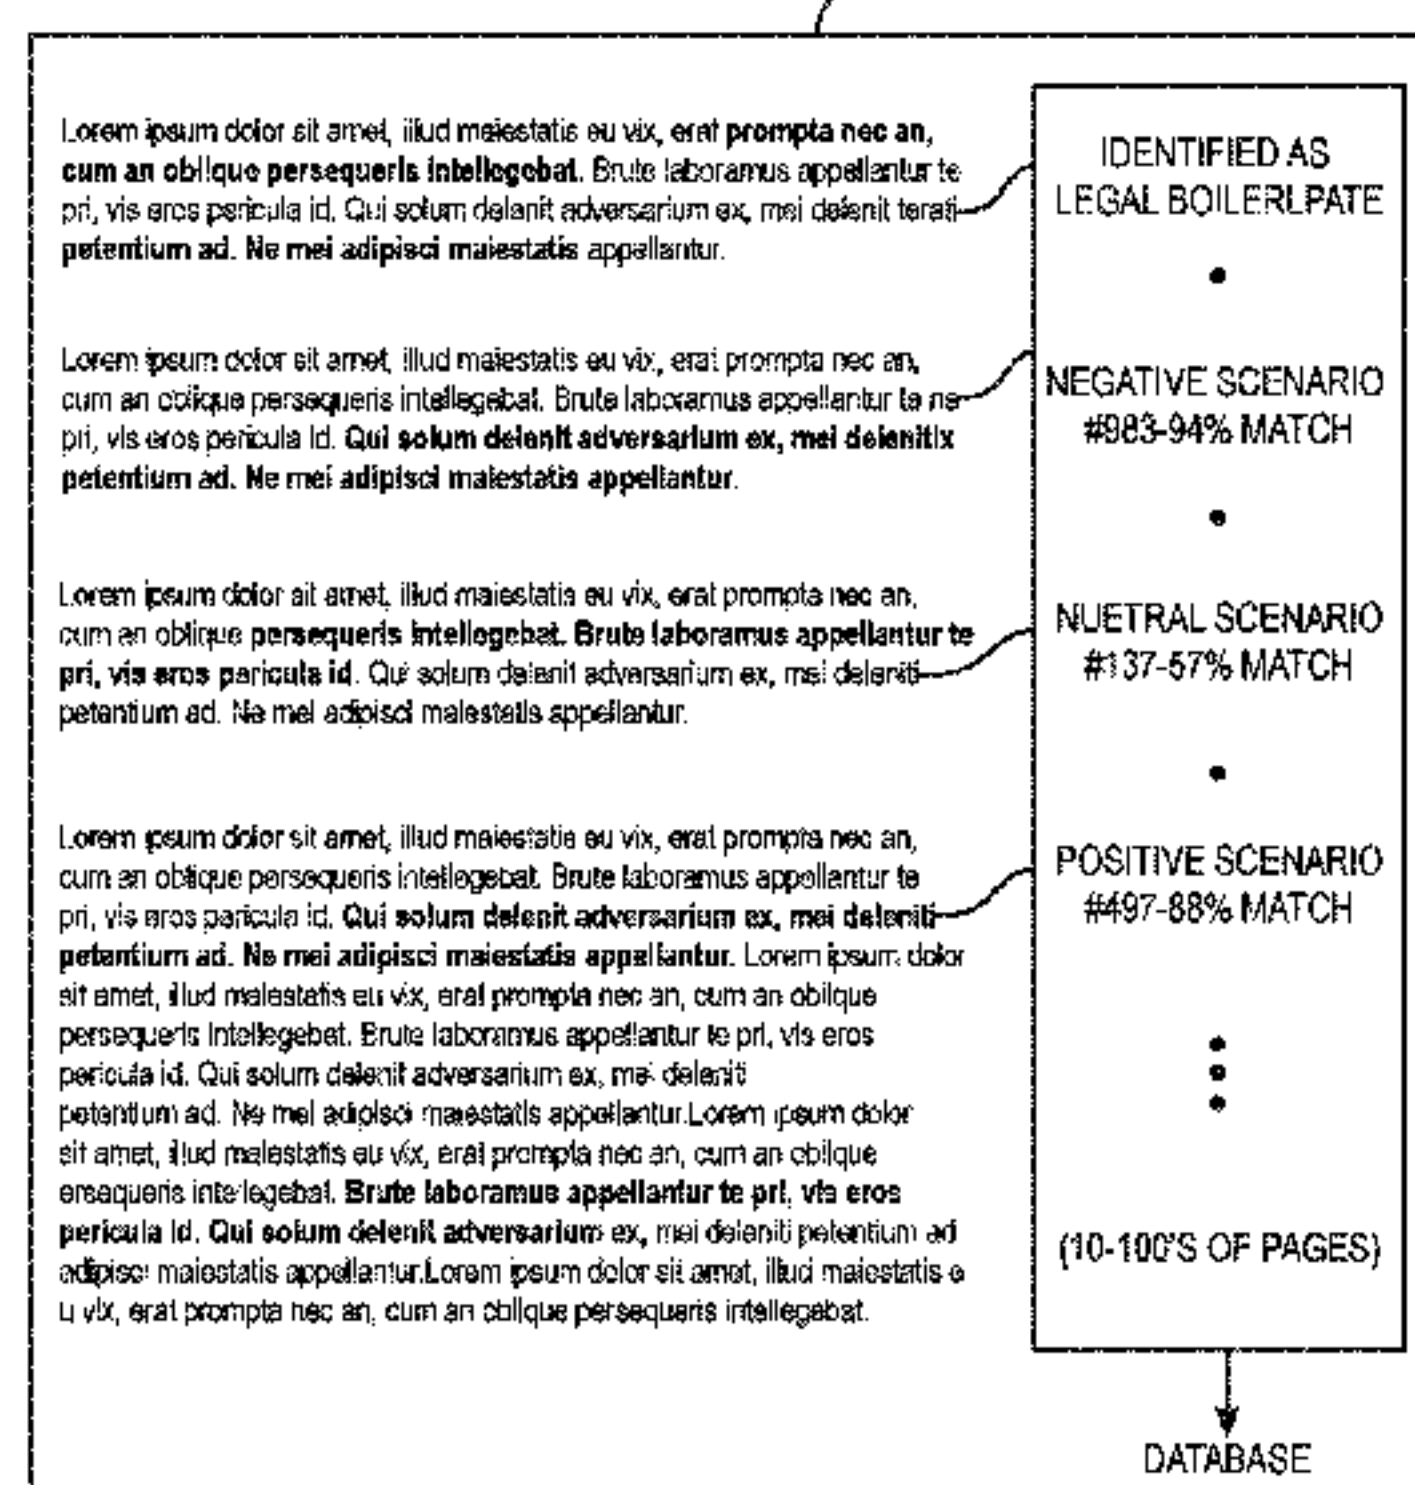 Lorem ipsum dolor sit amet, illud maiestatis eu vix, erat prompta nec an,
cum an oblique persequeris intellegebat. Brute laboramus appellantur te
pri, vis eros pericula id. Qui solum delenit adversarium ex, mei delenit terati
petentium ad. Ne mei adipisci maiestatis appellantur.
IDENTIFIED AS
LEGAL BOILERLPATE
Lorem ipsum dolor sit amet, illud maiestatis eu vix, erat prompta nec an,
cum an oblique persequeris intellegebat. Brute laboramus appellantur te ne
pri, vis eros pericula id. Qui solum delenit adversarium ex, mei delenitix
petentium ad. Ne mei adipisci maiestatis appellantur.
NEGATIVE SCENARIO
#983-94% MATCH
Lorem ipsum dolor sit amet, illud maiestatis eu vix, erat prompta nec an,
cum an oblique persequeris intellegebat. Brute laboramus appellantur te
pri, vis eros pericula id. Qui solum delenit adversarium ex, mei deleniti
petentium ad. Ne mei adipisci maiestatis appellantur.
NUETRAL SCENARIO
#137-57% MATCH
Lorem ipsum dolor sit amet, illud maiestatis eu vix, erat prompta nec an,
cum an oblique persequeris intellegebat. Brute laboramus appellantur te
pri, vis eros pericula id. Qui solum delenit adversarium ex, mei deleniti
petentium ad. Ne mei adipisci maiestatis appellantur. Lorem ipsum dolor
sit amet, illud maiestatis eu vix, erat prompta nec an, cum an oblique
persequeris intellegebat. Brute laboramus appellantur te pri, vis eros
pericula id. Qui solum delenit adversarium ex, mei deleniti
petentium ad. Ne mei adipisci maiestatis appellantur.Lorem ipsum dolor
sit amet, illud maiestatis eu vix, erat prompta nec an, cum an oblique
ersequeris intellegebat. Brute laboramus appellantur te pri, vis eros
pericula id. Qui solum delenit adversarium ex, mei deleniti petentium ad
adipisci maiestatis appellantur.Lorem ipsum dolor sit amet, illud maiestatis e
u vix, erat prompta nec an, cum an oblique persequeris intellegebat.
POSITIVE SCENARIO
#497-88% MATCH
(10-100'S OF PAGES)
DATABASE